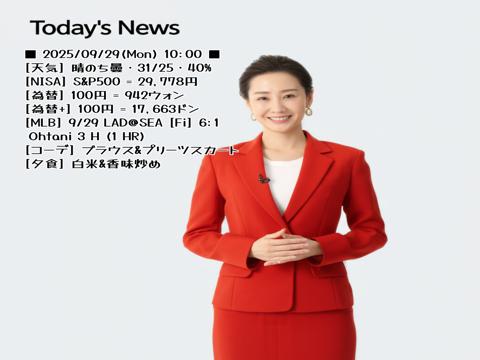 Today's News
■ 2025/09/29(Mon) 10:00 ■
[天気] 晴のち曇・31/25・40%
[NISA] S&P500 = 29,778円
[為替] 100円 = 942ウォン
[為替+] 100円 = 17,663ドン
[MLB] 9/29 LAD@SEA [Fi] 6:1
Ohtani 3 H (1 HR)
[コーデ] ブラウス&プリーツスカート
[夕食] 白米&香味炒め